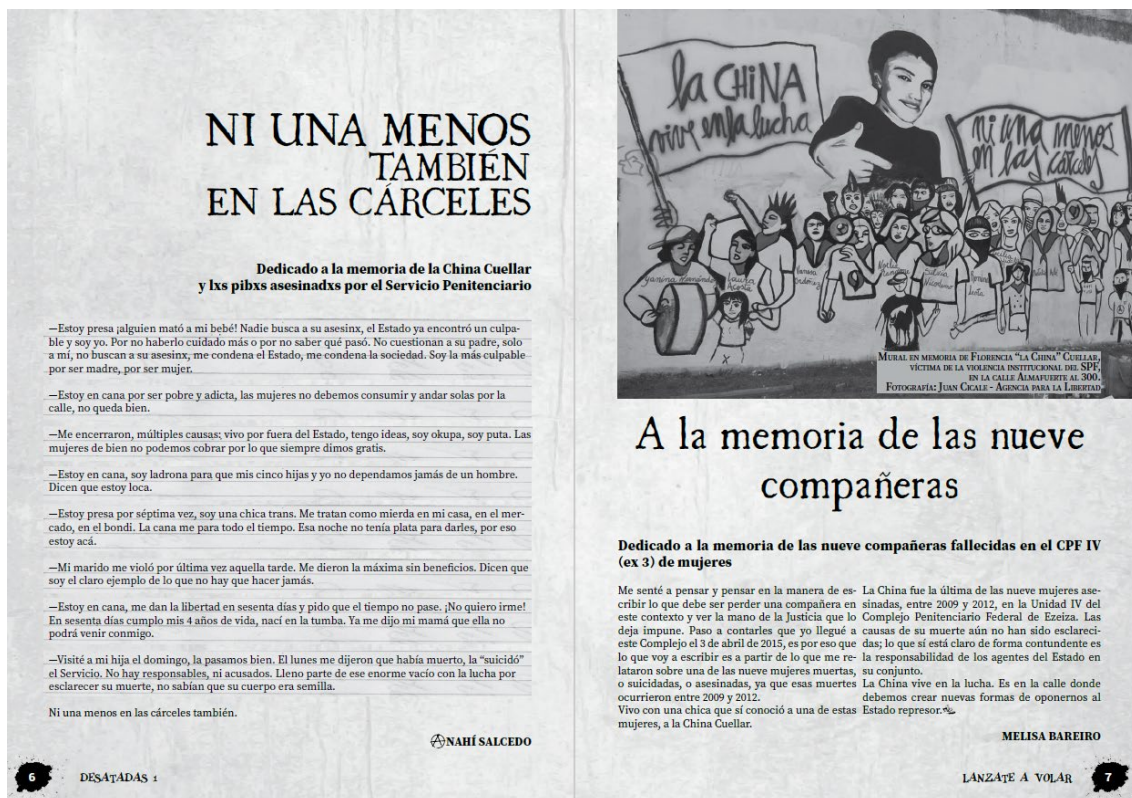 NI UNA MENOS
TAMBIÉN
EN LAS CÁRCELES
Dedicado a la memoria de la China Cuellar
y lxs pibxs asesinadxs por el Servicio Penitenciario
—Estoy presa ¡alguien mató a mi bebé! Nadie busca a su asesinx, el Estado ya encontró un culpa-
ble y soy yo. Por no haberlo cuidado más o por no saber qué pasó. No cuestionan a su padre, solo
a mí, no buscan a su asesinx, me condena el Estado, me condena la sociedad. Soy la más culpable
por ser madre, por ser mujer.
—Estoy en cana por ser pobre y adicta, las mujeres no debemos consumir y andar solas por la
calle, no queda bien.
—Me encerraron, múltiples causas; vivo por fuera del Estado, tengo ideas, soy okupa, soy puta. Las
mujeres de bien no podemos cobrar por lo que siempre dimos gratis.
—Estoy en cana, soy ladrona para que mis cinco hijas y yo no dependamos jamás de un hombre.
Dicen que estoy loca.
—Estoy presa por séptima vez, soy una chica trans. Me tratan como mierda en mi casa, en el mer-
cado, en el bondi. La cana me para todo el tiempo. Esa noche no tenía plata para darles, por eso
estoy acá.
—Mi marido me violó por última vez aquella tarde. Me dieron la máxima sin beneficios. Dicen que
soy el claro ejemplo de lo que no hay que hacer jamás.
—Estoy en cana, me dan la libertad en sesenta días y pido que el tiempo no pase. ¡No quiero irme!
En sesenta días cumplo mis 4 años de vida, nací en la tumba. Ya me dijo mi mamá que ella no
podrá venir conmigo.
—Visité a mi hija el domingo, la pasamos bien. El lunes me dijeron que había muerto, la “suicidó”
el Servicio. No hay responsables, ni acusados. Lleno parte de ese enorme vacío con la lucha por
esclarecer su muerte, no sabían que su cuerpo era semilla.
Ni una menos en las cárceles también.
NAHÍ SALCEDO
6 DESATADAS 1
la CHINA
vive en la lucha
ni una menos
en las cárceles
yanina Hernández
Laura
Acosta
Vanesa
Ordóñez
Silvia
Nicolino
Romina
MURAL EN MEMORIA DE FLORENCIA “LA CHINA” CUELLAR,
VÍCTIMA DE LA VIOLENCIA INSTITUCIONAL DEL SPF,
EN LA CALLE ALMAFUERTE AL 300.
FOTOGRAFÍA: JUAN CICALE - AGENCIA PARA LA LIBERTAD
A la memoria de las nueve
compañeras
Dedicado a la memoria de las nueve compañeras fallecidas en el CPF IV
(ex 3) de mujeres
Me senté a pensar y pensar en la manera de es-
cribir lo que debe ser perder una compañera en
este contexto y ver la mano de la Justicia que lo
deja impune. Paso a contarles que yo llegué a
este Complejo el 3 de abril de 2015, es por eso que
lo que voy a escribir es a partir de lo que me re-
lataron sobre una de las nueve mujeres muertas,
o suicidadas, o asesinadas, ya que esas muertes
ocurrieron entre 2009 y 2012.
Vivo con una chica que sí conoció a una de estas
mujeres, a la China Cuellar.
La China fue la última de las nueve mujeres ase-
sinadas, entre 2009 y 2012, en la Unidad IV del
Complejo Penitenciario Federal de Ezeiza. Las
causas de su muerte aún no han sido esclareci-
das; lo que sí está claro de forma contundente es
la responsabilidad de los agentes del Estado en
su conjunto.
La China vive en la lucha. Es en la calle donde
debemos crear nuevas formas de oponernos al
Estado represor.
MELISA BAREIRO
LANZATE A VOLAR 7